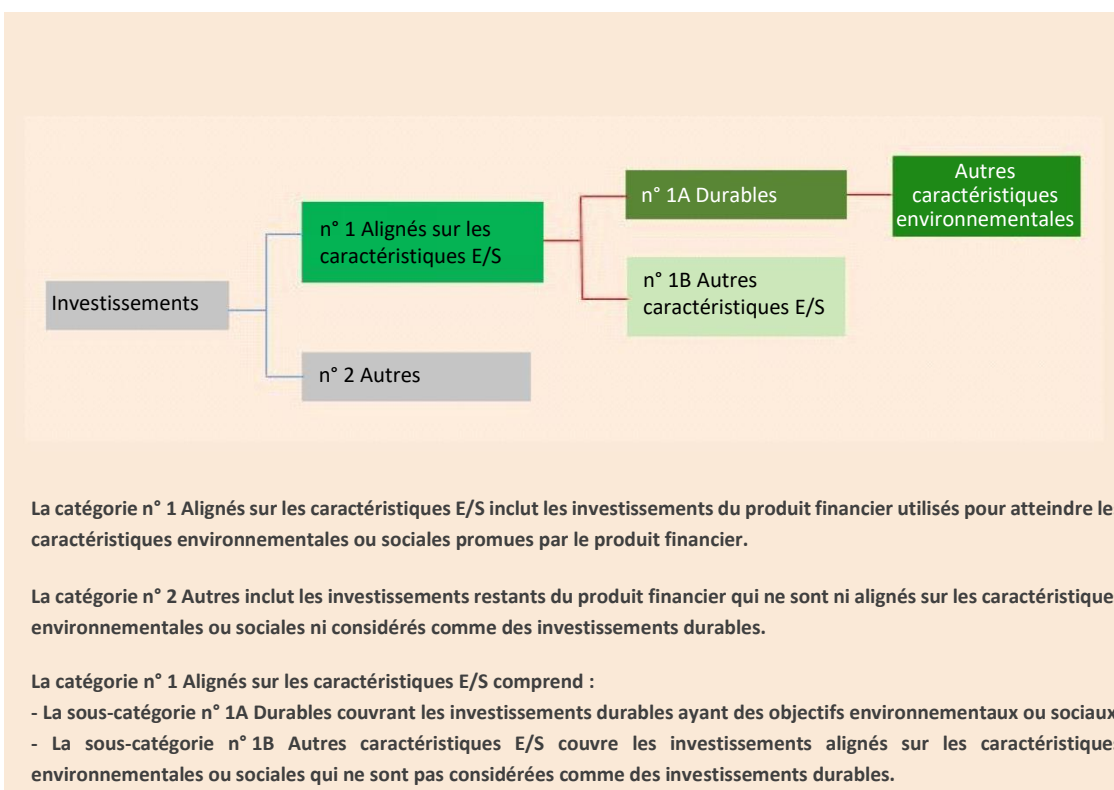 Autres
caractéristiques
environnementales
n° 1A Durables
n° 1 Alignés sur les
caractéristiques E/S
n° 1B Autres
caractéristiques E/S
Investissements
n° 2 Autres
La catégorie n° 1 Alignés sur les caractéristiques E/S inclut les investissements du produit financier utilisés pour atteindre le
caractéristiques environnementales ou sociales promues par le produit financier.
La catégorie n° 2 Autres inclut les investissements restants du produit financier qui ne sont ni alignés sur les caractéristique
environnementales ou sociales ni considérés comme des investissements durables.
La catégorie n° 1 Alignés sur les caractéristiques E/S comprend :
- La sous-catégorie n° 1A Durables couvrant les investissements durables ayant des objectifs environnementaux ou sociaux
- La sous-catégorie n° 1B Autres caractéristiques E/S couvre les investissements alignés sur les caractéristiques
environnementales ou sociales qui ne sont pas considérées comme des investissements durables.